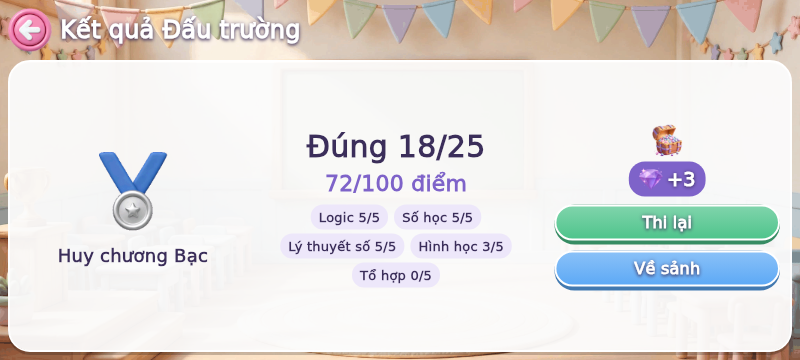 Kết quả Đấu trường
Huy chương Bạc
Đúng 18/25
72/100 điểm
Logic 5/5
Số học 5/5
Lý thuyết số 5/5
Hình học 3/5
Tổ hợp 0/5
+3
Thi lại
Về sảnh